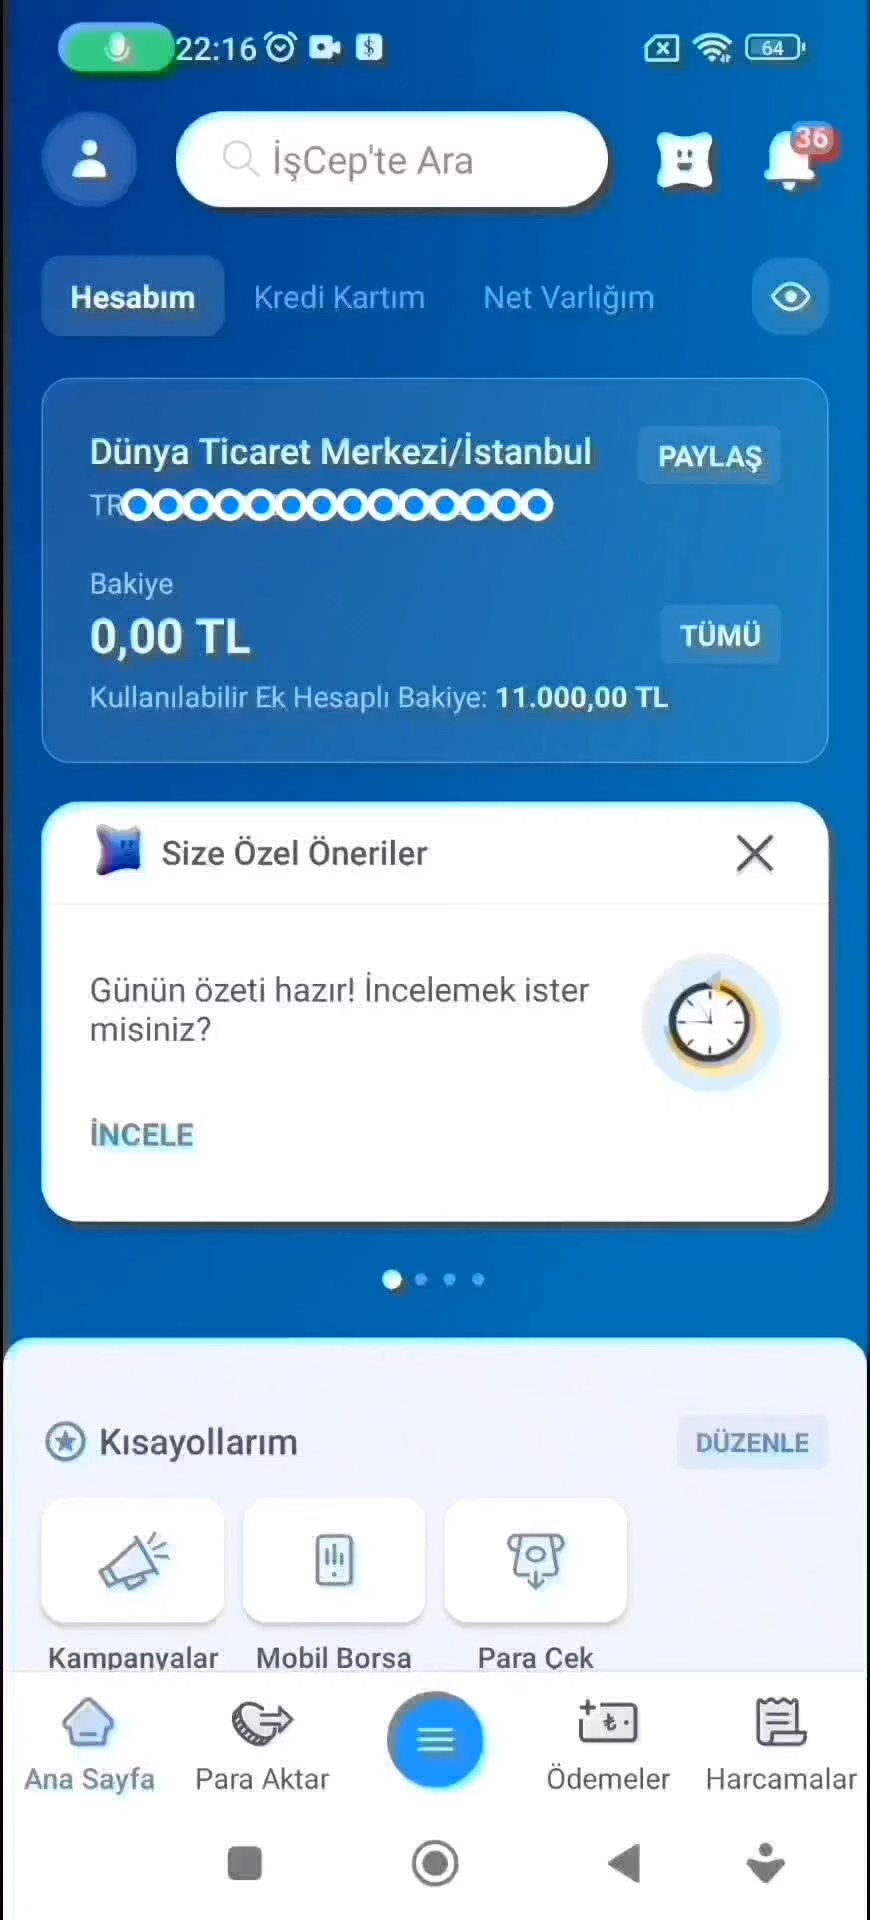 22:16
64
İşCep'te Ara
36
Hesabım Kredi Kartım Net Varlığım
Dünya Ticaret Merkezi/İstanbul PAYLAŞ
TR
Bakiye
0,00 TL TÜMÜ
Kullanılabilir Ek Hesaplı Bakiye: 11.000,00 TL
Size Özel Öneriler
Günün özeti hazır! İncelemek ister
misiniz?
İNCELE
Kısayollarım DÜZENLE
Kampanyalar Mobil Borsa Para Çek
Ana Sayfa Para Aktar Ödemeler Harcamalar